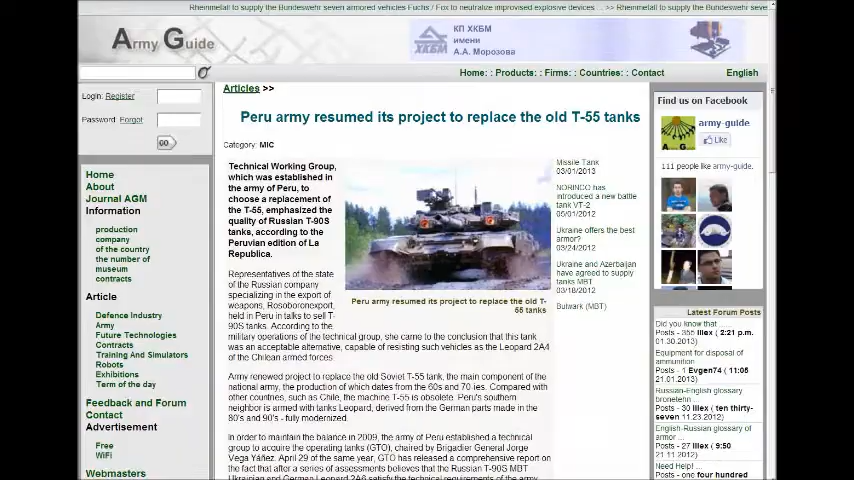 Rheinmetall to supply the Bundeswehr seven armored vehicles Fuchs / Fox to neutralize improvised explosive devices ... >> Rheinmetall to supply the Bundeswehr seve
Army Guide
КП ХКБМ
имени
А.А. Морозова
ХКБМ
Home: : Products: : Firms: : Countries: : Contact
English
Login: Register
Password: Forgot
GO
Home
About
Journal AGM
Information
production
company
of the country
the number of
museum
contracts
Article
Defence Industry
Army
Future Technologies
Contracts
Training And Simulators
Robots
Exhibitions
Term of the day
Feedback and Forum
Contact
Advertisement
Free
WiFi
Webmasters
Articles >>
Peru army resumed its project to replace the old T-55 tanks
Category: MIC
Technical Working Group,
which was established in
the army of Peru, to
choose a replacement of
the T-55, emphasized the
quality of Russian T-90S
tanks, according to the
Peruvian edition of La
Republica.
Peru army resumed its project to replace the old T-
55 tanks
Representatives of the state
of the Russian company
specializing in the export of
weapons, Rosoboronexport,
held in Peru in talks to sell T-
90S tanks. According to the
military operations of the technical group, she came to the conclusion that this tank
was an acceptable alternative, capable of resisting such vehicles as the Leopard 2A4
of the Chilean armed forces.
Army renewed project to replace the old Soviet T-55 tank, the main component of the
national army, the production of which dates from the 60s and 70-ies. Compared with
other countries, such as Chile, the machine T-55 is obsolete. Peru's southern
neighbor is armed with tanks Leopard, derived from the German parts made in the
80's and 90's - fully modernized.
In order to maintain the balance in 2009, the army of Peru established a technical
group to acquire the operating tanks (GTO), chaired by Brigadier General Jorge
Vega Yáñez. April 29 of the same year, GTO has released a comprehensive report on
the fact that after a series of assessments believes that the Russian T-90S MBT
Ukrainian and German Leopard 2A6 satisfy the technical requirements of the army
Missile Tank
03/01/2013
NORINCO has
introduced a new battle
tank VT-2
05/01/2012
Ukraine offers the best
armor?
03/24/2012
Ukraine and Azerbaijan
have agreed to supply
tanks MBT
03/18/2012
Bulwark (MBT)
Find us on Facebook
army-guide
Like
111 people like army-guide.
Latest Forum Posts
Did you know that ...
Posts - 355 Illex ( 2:21 p.m.
01.30.2013)
Equipment for disposal of
ammunition
Posts - 1 Evgen74 ( 11:05
21.01.2013)
Russian-English glossary
bronetehn ...
Posts - 30 Illex ( ten thirty-
seven 11.23.2012)
English-Russian glossary of
armor ...
Posts - 27 Illex ( 9:50
21.11.2012)
Need Help! ...
Posts - one four hundred